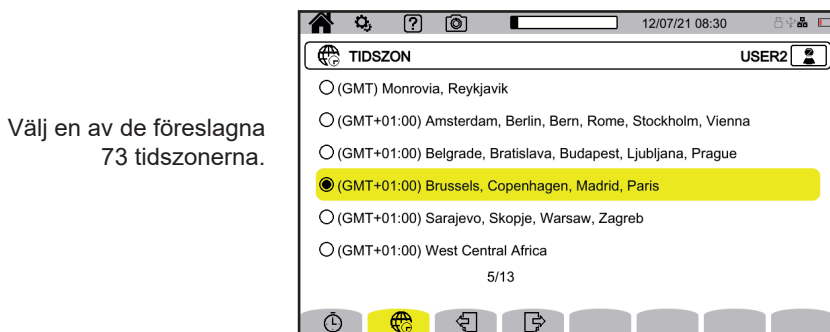 12/07/21 08:30
TIDSZON
USER2
Välj en av de föreslagna
73 tidszonerna.
(GMT) Monrovia, Reykjavik
(GMT+01:00) Amsterdam, Berlin, Bern, Rome, Stockholm, Vienna
(GMT+01:00) Belgrade, Bratislava, Budapest, Ljubljana, Prague
(GMT+01:00) Brussels, Copenhagen, Madrid, Paris
(GMT+01:00) Sarajevo, Skopje, Warsaw, Zagreb
(GMT+01:00) West Central Africa
5/13